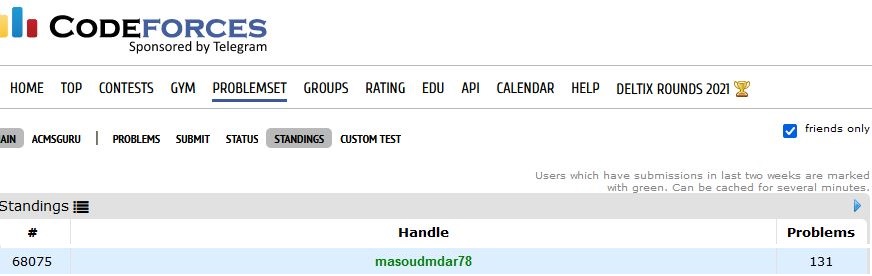 CODEFORCES
Sponsored by Telegram
HOME TOP CONTESTS GYM PROBLEMSET GROUPS RATING EDU API CALENDAR HELP DELTIX ROUNDS 2021
AIN ACMSGURU | PROBLEMS SUBMIT STATUS STANDINGS CUSTOM TEST
friends only
Users which have submissions in last two weeks are marked
with green. Can be cached for several minutes.
Standings
# Handle Problems
68075 masoudmdar78 131